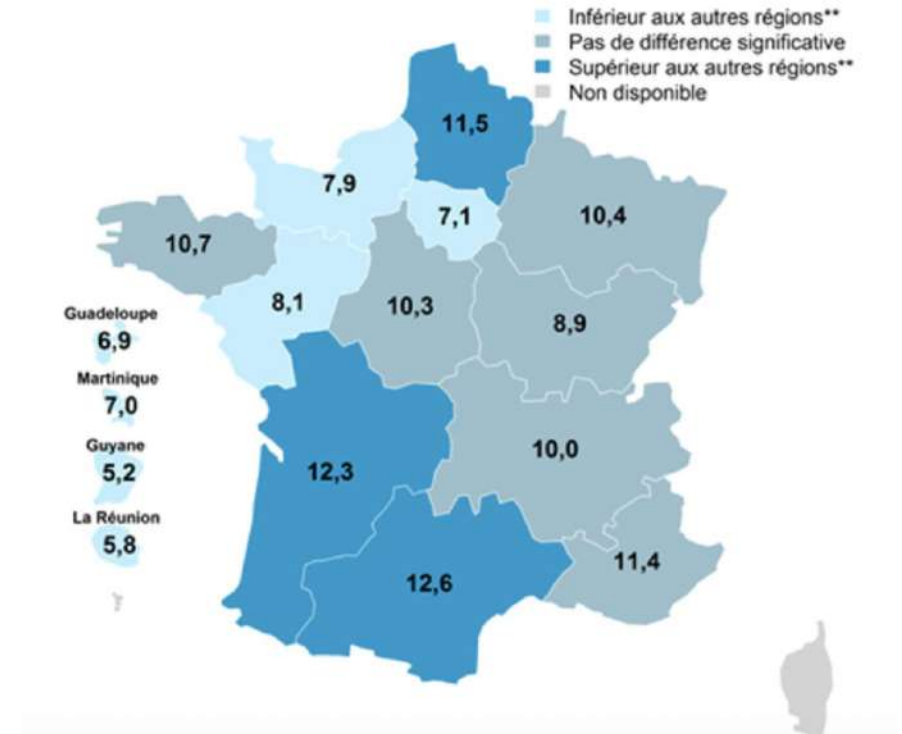 Inférieur aux autres régions**
Pas de différence significative
Supérieur aux autres régions**
Non disponible
11,5
7,9
7,1
10,4
10,7
8,1
10,3
8,9
Guadeloupe
6,9
Martinique
7,0
Guyane
5,2
La Réunion
5,8
10,0
12,3
11,4
12,6